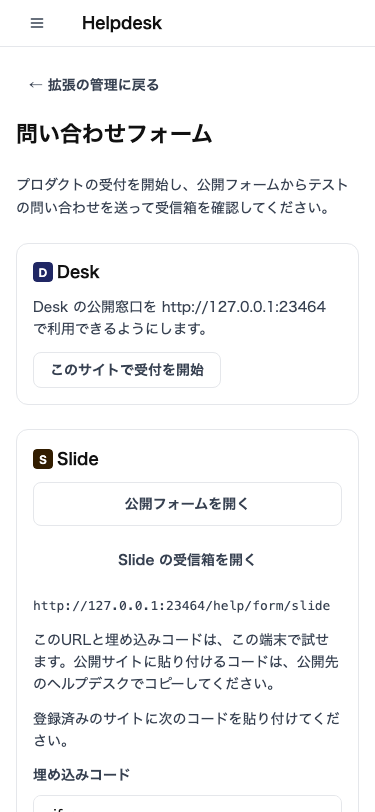 Helpdesk
← 拡張の管理に戻る
問い合わせフォーム
プロダクトの受付を開始し、公開フォームからテスト
の問い合わせを送って受信箱を確認してください。
D Desk
Desk の公開窓口を http://127.0.0.1:23464
で利用できるようにします。
このサイトで受付を開始
S Slide
公開フォームを開く
Slide の受信箱を開く
http://127.0.0.1:23464/help/form/slide
このURLと埋め込みコードは、この端末で試せ
ます。公開サイトに貼り付けるコードは、公開先
のヘルプデスクでコピーしてください。
登録済みのサイトに次のコードを貼り付けてくだ
さい。
埋め込みコード